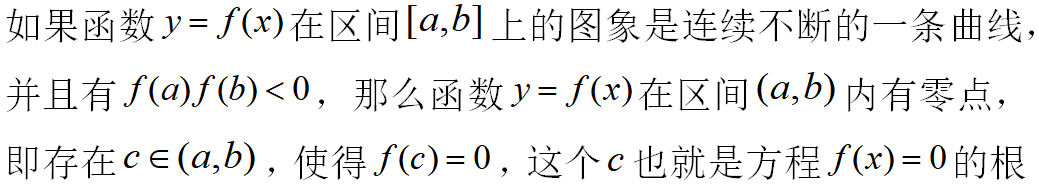 如果函数 y = f(x) 在区间 [a,b] 上的图象是连续不断的一条曲线，
并且有 f(a)f(b) < 0，那么函数 y = f(x) 在区间 (a,b) 内有零点，
即存在 c ∈ (a,b)，使得 f(c) = 0，这个 c 也就是方程 f(x) = 0 的根